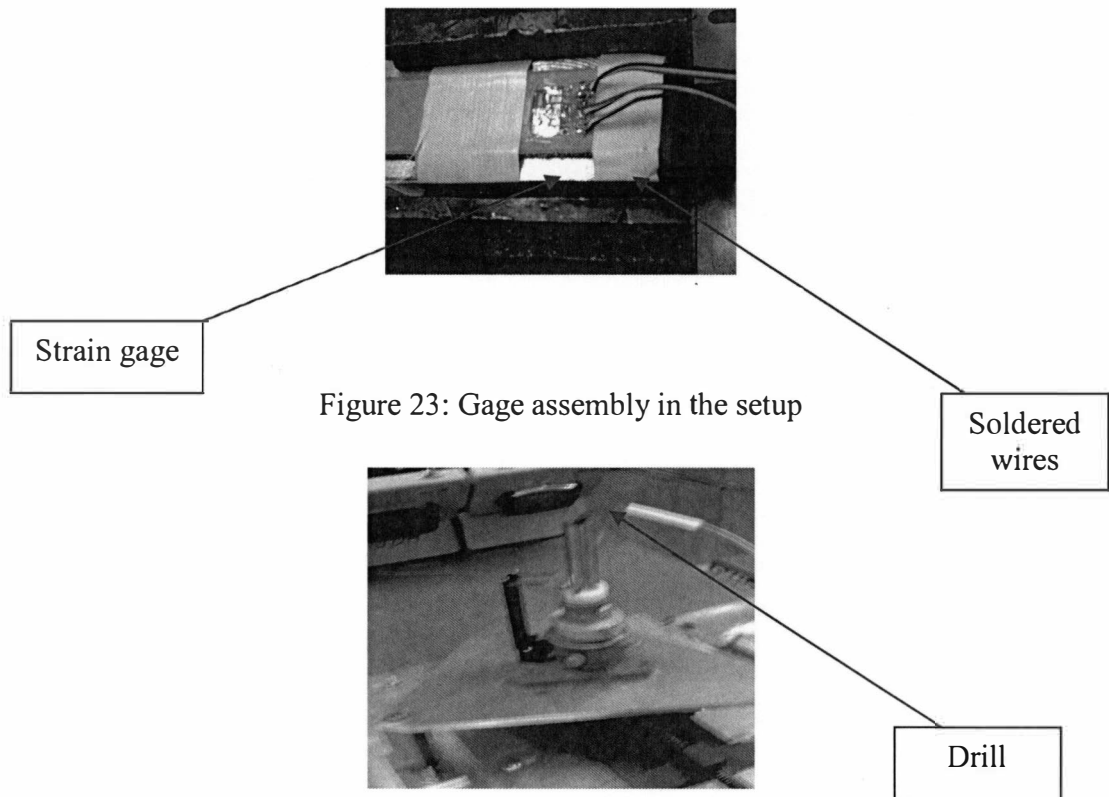 Strain gage
Figure 23: Gage assembly in the setup
Soldered
wires
Drill